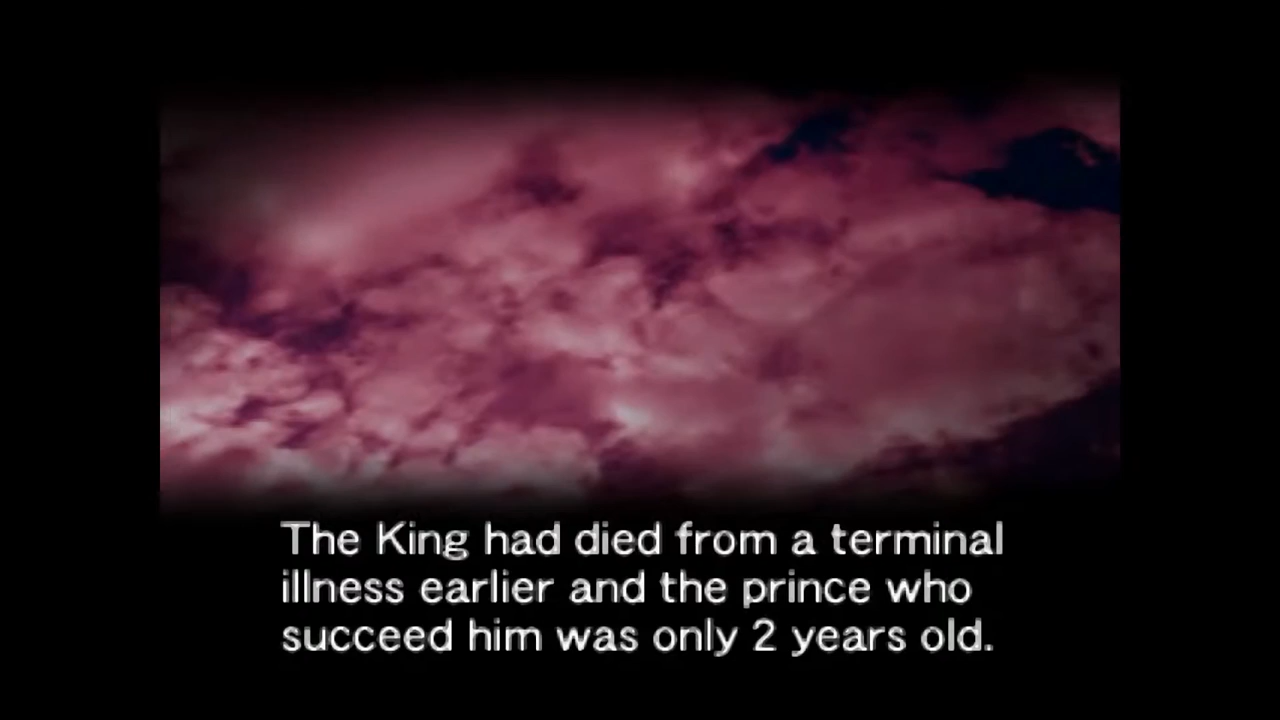 The King had died from a terminal
illness earlier and the prince who
succeed him was only 2 years old.